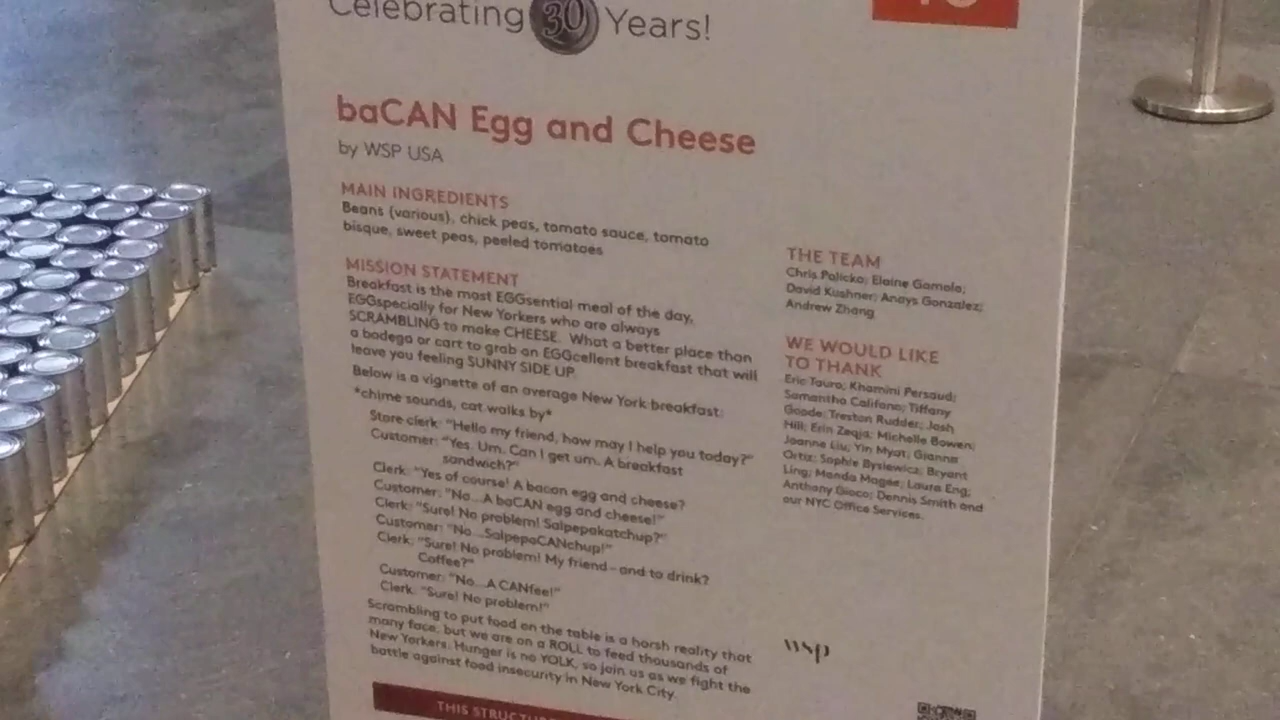 Celebrating 30 Years!
baCAN Egg and Cheese
by WSP USA
MAIN INGREDIENTS
Beans (various), chick peas, tomato sauce, tomato
bisque, sweet peas, peeled tomatoes
MISSION STATEMENT
Breakfast is the most EGGsential meal of the day,
EGGspecially for New Yorkers who are always
SCRAMBLING to make CHEESE. What a better place than
a bodega or cart to grab an EGGcellent breakfast that will
leave you feeling SUNNY SIDE UP.
Below is a vignette of an average New York breakfast:
*chime sounds, cat walks by*
Store clerk: "Hello my friend, how may I help you today?"
Customer: "Yes. Um. Can I get um. A breakfast
sandwich?"
Clerk: "Yes of course! A bacon egg and cheese?
Customer: "No...A baCAN egg and cheese!"
Clerk: "Sure! No problem! Salpepakatchup?"
Customer: "No...SalpepaCANchup!"
Clerk: "Sure! No problem! My friend - and to drink?
Coffee?"
Customer: "No...A CANfee!"
Clerk: "Sure! No problem!"
Scrambling to put food on the table is a harsh reality that
many face, but we are on a ROLL to feed thousands of
New Yorkers. Hunger is no YOLK, so join us as we fight the
battle against food insecurity in New York City.
THE TEAM
Chris Palicka; Elaine Gamolo;
David Kushner; Anays Gonzalez;
Andrew Zhang
WE WOULD LIKE
TO THANK
Eric Tauro; Khamini Persaud;
Samantha Califano; Tiffany
Goode; Treston Rudder; Josh
Hill; Erin Zeqja; Michelle Bowen;
Joanne Liu; Yin Myat; Gianna
Ortiz; Sophie Bysiewicz; Bryant
Ling; Manda Magee; Laura Eng;
Anthony Gioco; Dennis Smith and
our NYC Office Services.
wsp
THIS STRUCTURE